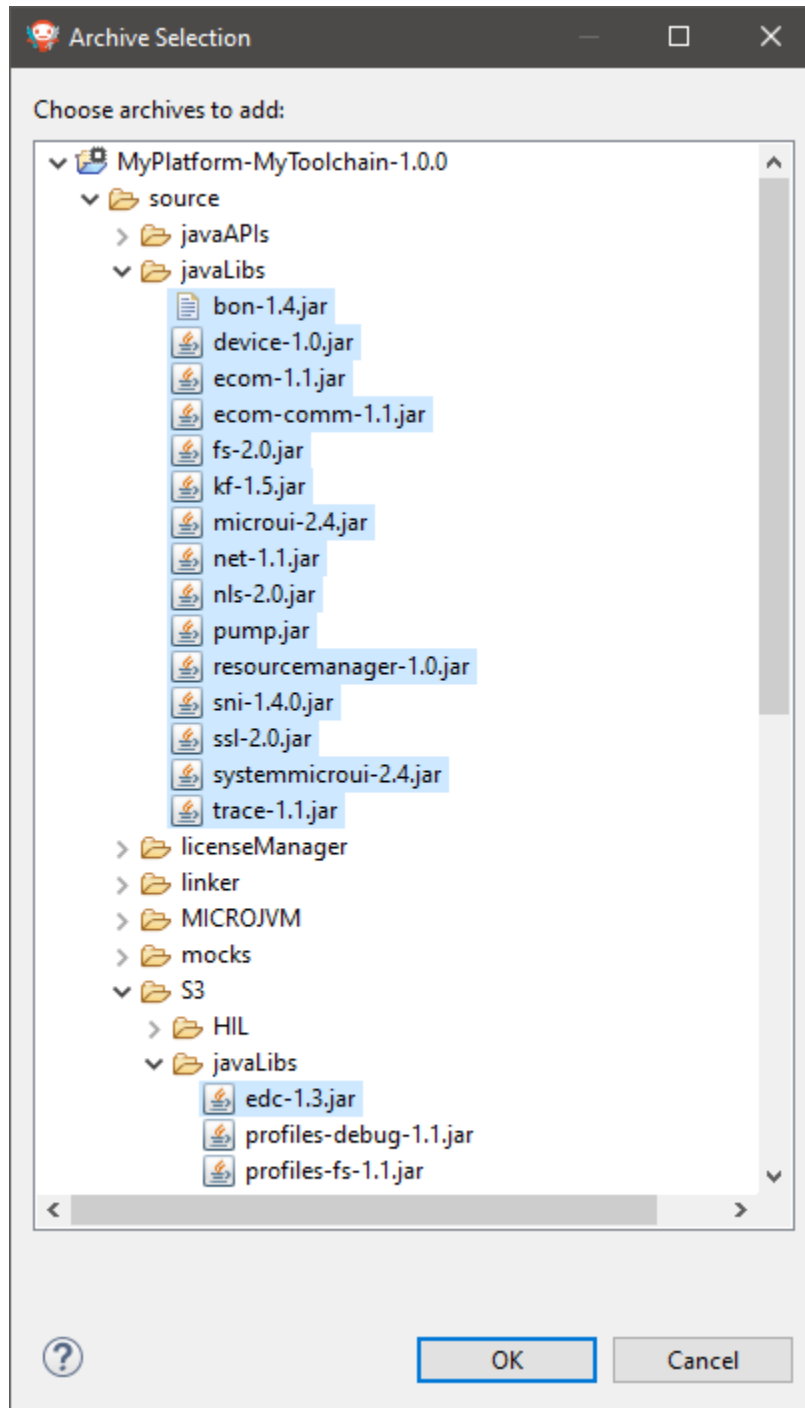 Archive Selection
Choose archives to add:
MyPlatform-MyToolchain-1.0.0
source
javaAPIs
javaLibs
bon-1.4.jar
device-1.0.jar
ecom-1.1.jar
ecom-comm-1.1.jar
fs-2.0.jar
kf-1.5.jar
microui-2.4.jar
net-1.1.jar
nls-2.0.jar
pump.jar
resourcemanager-1.0.jar
sni-1.4.0.jar
ssl-2.0.jar
systemmicroui-2.4.jar
trace-1.1.jar
licenseManager
linker
MICROJVM
mocks
S3
HIL
javaLibs
edc-1.3.jar
profiles-debug-1.1.jar
profiles-fs-1.1.jar
? OK Cancel